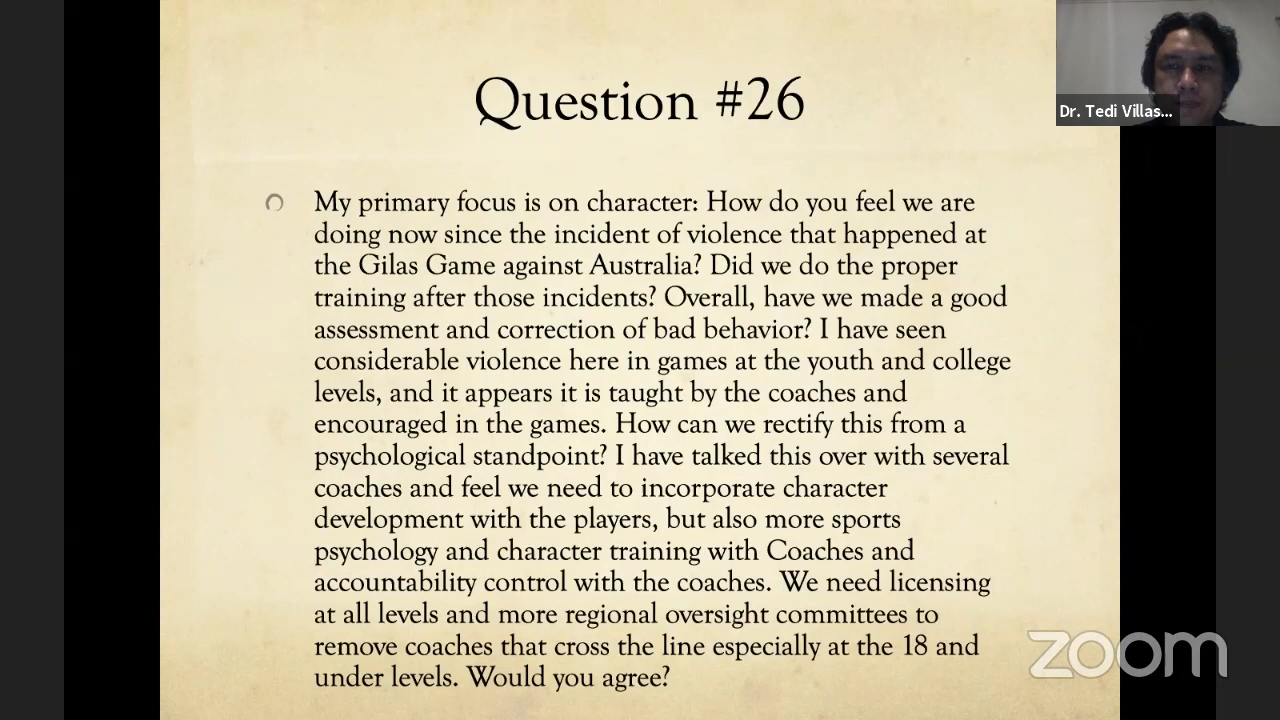 Question #26
Dr. Tedi Villas...
My primary focus is on character: How do you feel we are
doing now since the incident of violence that happened at
the Gilas Game against Australia? Did we do the proper
training after those incidents? Overall, have we made a good
assessment and correction of bad behavior? I have seen
considerable violence here in games at the youth and college
levels, and it appears it is taught by the coaches and
encouraged in the games. How can we rectify this from a
psychological standpoint? I have talked this over with several
coaches and feel we need to incorporate character
development with the players, but also more sports
psychology and character training with Coaches and
accountability control with the coaches. We need licensing
at all levels and more regional oversight committees to
remove coaches that cross the line especially at the 18 and
under levels. Would you agree?
zoom